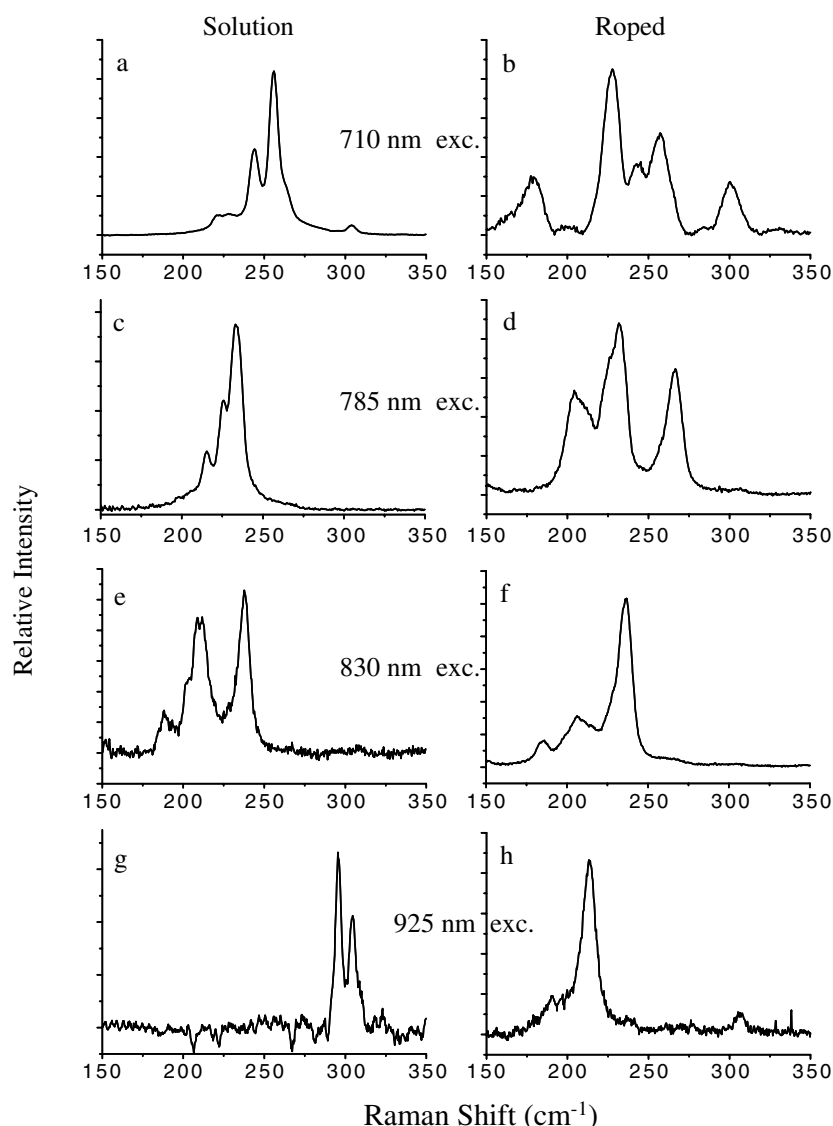 Solution Roped
a b
710 nm exc.
150 200 250 300 350 150 200 250 300 350
c d
785 nm exc.
150 200 250 300 350 150 200 250 300 350
e f
830 nm exc.
150 200 250 300 350 150 200 250 300 350
g h
925 nm exc.
150 200 250 300 350 150 200 250 300 350
Relative Intensity
Raman Shift (cm⁻¹)